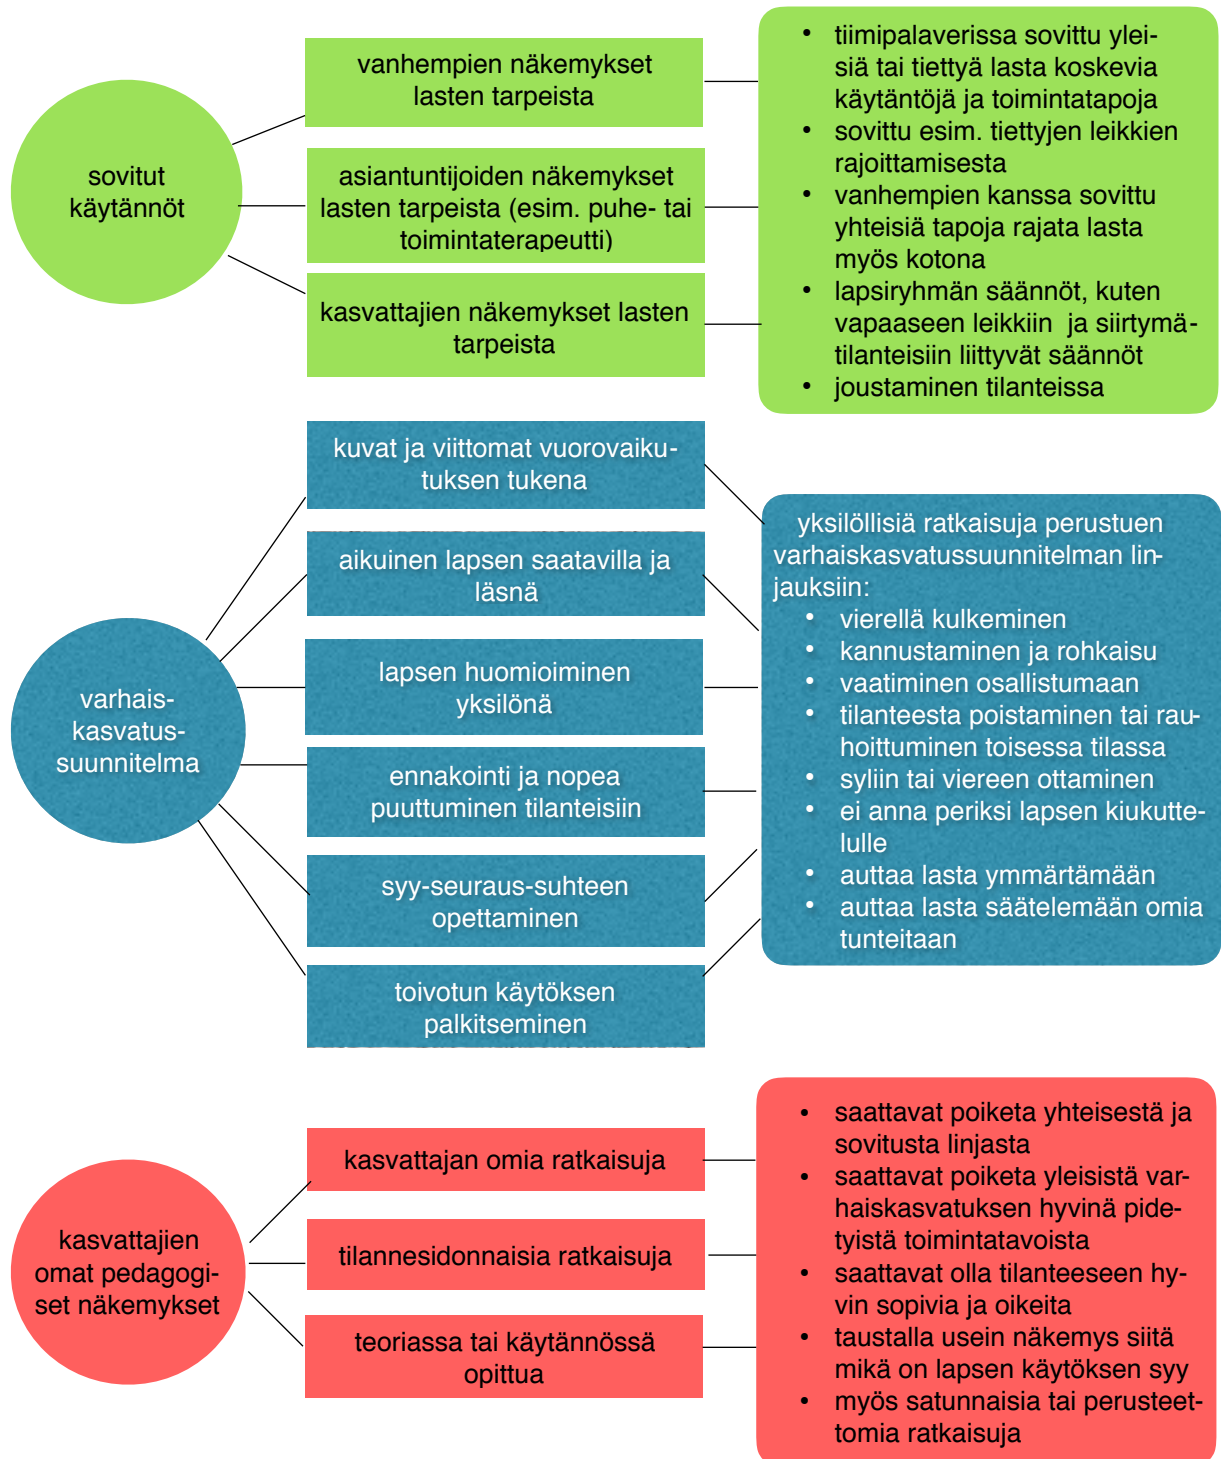 sovitut
käytännöt
vanhempien näkemykset
lasten tarpeista
asiantuntijoiden näkemykset
lasten tarpeista (esim. puhe- tai
toimintaterapeutti)
kasvattajien näkemykset lasten
tarpeista
• tiimipalaverissa sovittu ylei-
siä tai tiettyä lasta koskevia
käytäntöjä ja toimintatapoja
• sovittu esim. tiettyjen leikkien
rajoittamisesta
• vanhempien kanssa sovittu
yhteisiä tapoja rajata lasta
myös kotona
• lapsiryhmän säännöt, kuten
vapaaseen leikkiin ja siirtymä-
tilanteisiin liittyvät säännöt
• joustaminen tilanteissa
varhais-
kasvatus-
suunnitelma
kuvat ja viittomat vuorovaiku-
tuksen tukena
aikuinen lapsen saatavilla ja
läsnä
lapsen huomioiminen
yksilönä
ennakointi ja nopea
puuttuminen tilanteisiin
syy-seuraus-suhteen
opettaminen
toivotun käytöksen
palkitseminen
yksilöllisiä ratkaisuja perustuen
varhaiskasvatussuunnitelman lin-
jauksiin:
• vierellä kulkeminen
• kannustaminen ja rohkaisu
• vaatiminen osallistumaan
• tilanteesta poistaminen tai rau-
hoittuminen toisessa tilassa
• syliin tai viereen ottaminen
• ei anna periksi lapsen kiukutte-
lulle
• auttaa lasta ymmärtämään
• auttaa lasta säätelemään omia
tunteitaan
kasvattajien
omat pedagogi-
set näkemykset
kasvattajan omia ratkaisuja
tilannesidonnaisia ratkaisuja
teoriassa tai käytännössä
opittua
• saattavat poiketa yhteisestä ja
sovitusta linjasta
• saattavat poiketa yleisistä var-
haiskasvatuksen hyvinä pide-
tyistä toimintatavoista
• saattavat olla tilanteeseen hy-
vin sopivia ja oikeita
• taustalla usein näkemys siitä
mikä on lapsen käytöksen syy
• myös satunnaisia tai perusteet-
tomia ratkaisuja